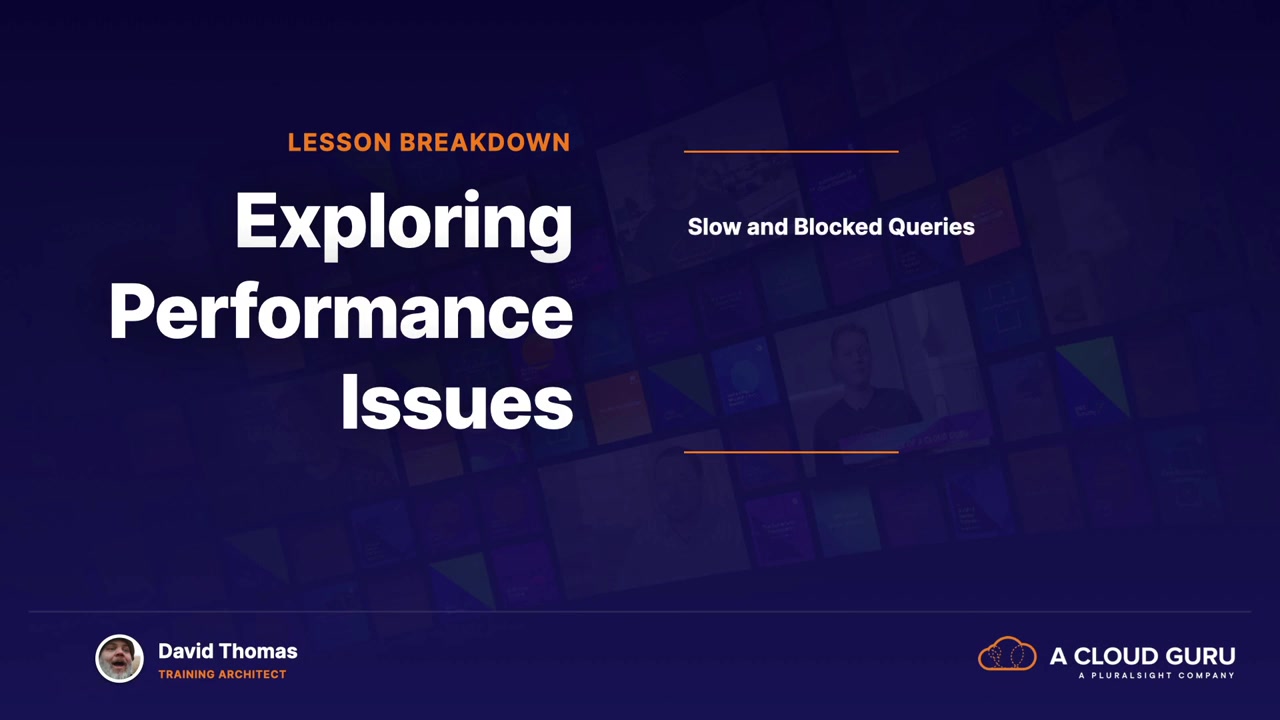 LESSON BREAKDOWN
Exploring
Performance
Issues
Slow and Blocked Queries
David Thomas
TRAINING ARCHITECT
A CLOUD GURU
A PLURALSIGHT COMPANY